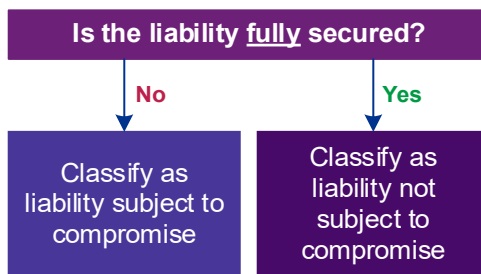 Is the liability fully secured?
No
Yes
Classify as
liability subject to
compromise
Classify as
liability not
subject to
compromise